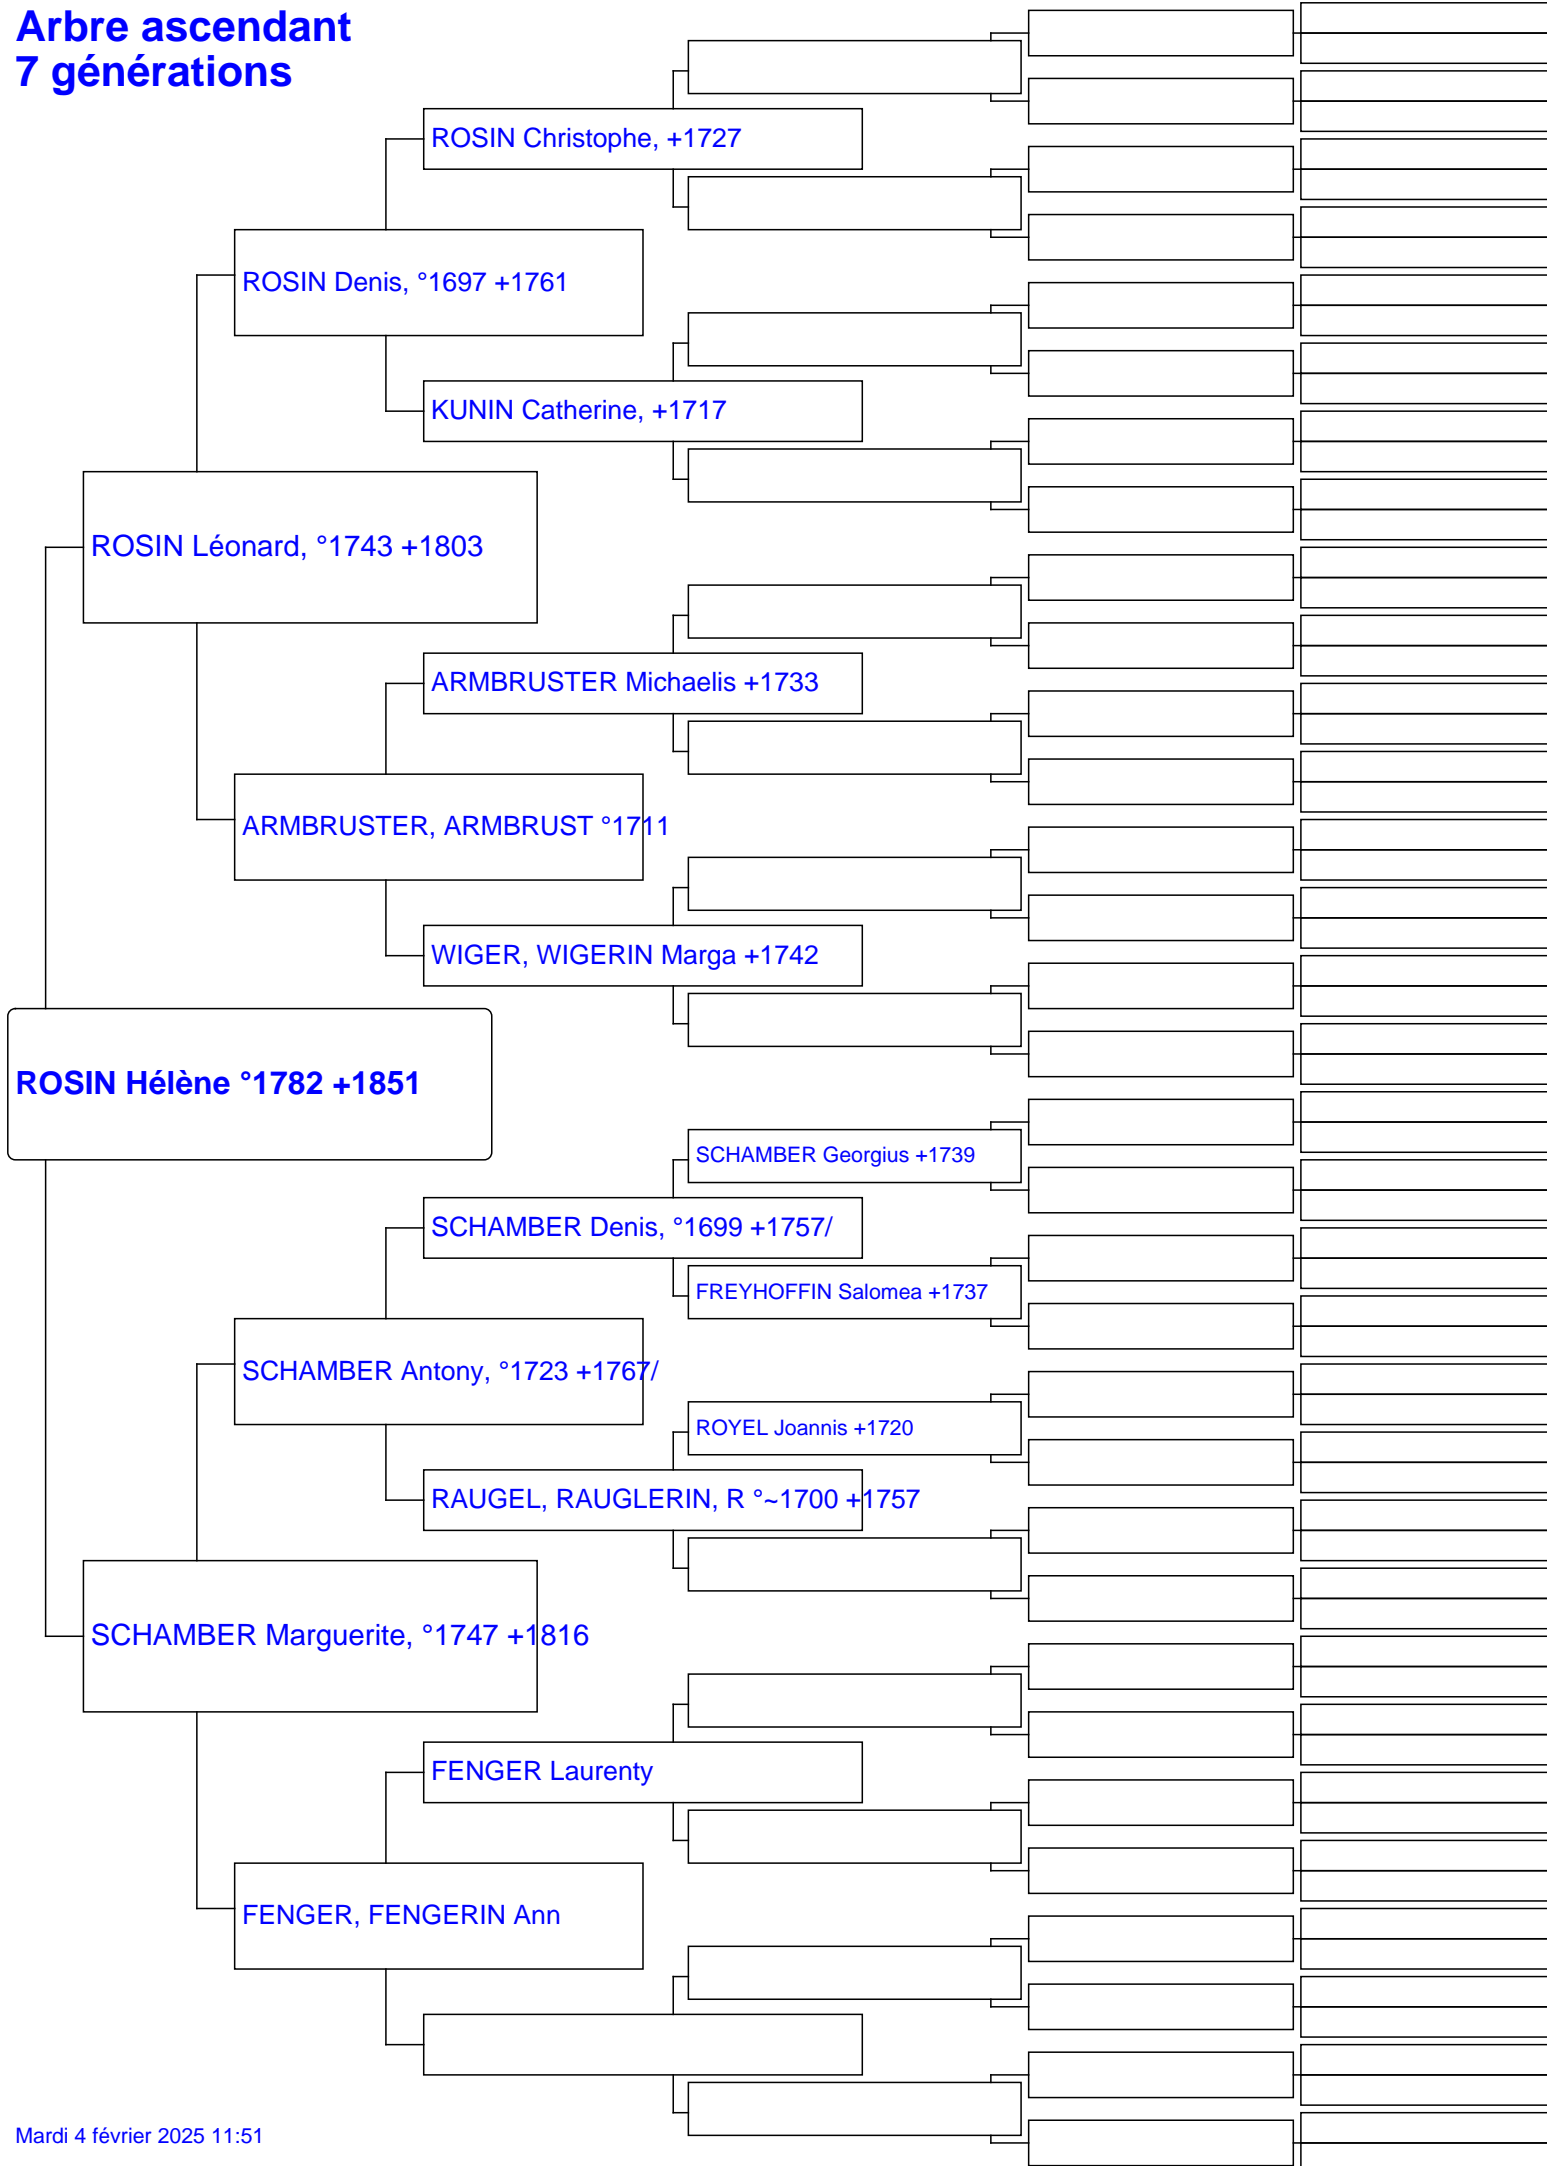 Arbre ascendant
7 générations
ROSIN Christophe, +1727
ROSIN Denis, °1697 +1761
KUNIN Catherine, +1717
ROSIN Léonard, °1743 +1803
ARMBRUSTER Michaelis +1733
ARMBRUSTER, ARMBRUST °1711
WIGER, WIGERIN Marga +1742
ROSIN Hélène °1782 +1851
SCHAMBER Georgius +1739
SCHAMBER Denis, °1699 +1757/
FREYHOFFIN Salomea +1737
SCHAMBER Antony, °1723 +1767/
ROYEL Joannis +1720
RAUGEL, RAUGLERIN, R °~1700 +1757
SCHAMBER Marguerite, °1747 +1816
FENGER Laurenty
FENGER, FENGERIN Ann
Mardi 4 février 2025 11:51